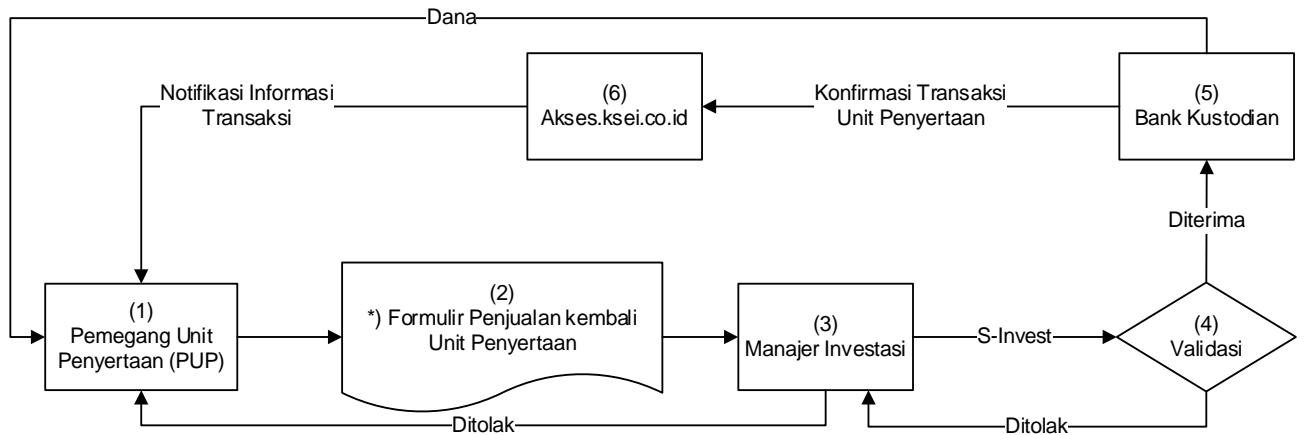 Dana
Notifikasi Informasi
Transaksi
(6)
Akses.ksei.co.id
Konfirmasi Transaksi
Unit Penyertaan
(5)
Bank Kustodian
Diterima
(1)
Pemegang Unit
Penyertaan (PUP)
(2)
*) Formulir Penjualan kembali
Unit Penyertaan
(3)
Manajer Investasi
S-Invest
(4)
Validasi
Ditolak
Ditolak